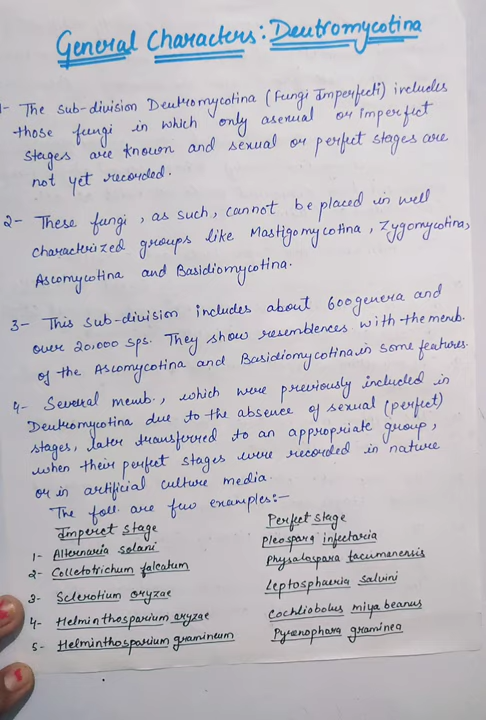 General Characters: Deutromycotina
1- The sub-division Deutromycotina (Fungi Imperfecti) includes
those fungi in which only asexual or imperfect
stages are known and sexual or perfect stages are
not yet recorded.
2- These fungi, as such, cannot be placed in well
characterized groups like Mastigomycotina, Zygomycotina,
Ascomycotina and Basidiomycotina.
3- This sub-division includes about 600 genera and
over 20,000 sps. They show resemblences with the memb.
of the Ascomycotina and Basidiomycotina in some features.
4- Several memb., which were previously included in
Deutromycotina due to the absence of sexual (perfect)
stages, later transferred to an appropriate group,
when their perfect stages were recorded in nature
or in artificial culture media.
The foll. are few examples:-
Imperct stage Perfect stage
1- Alternaria solani Pleospara infectaria
2- Colletotrichum falcatum Physalospara tacumanensis
3- Sclerotium oryzae Leptosphaeria salvini
4- Helminthosparium oryzae Cochliobolus miyabeanus
5- Helminthosparium gramineum Pyrenophora graminea